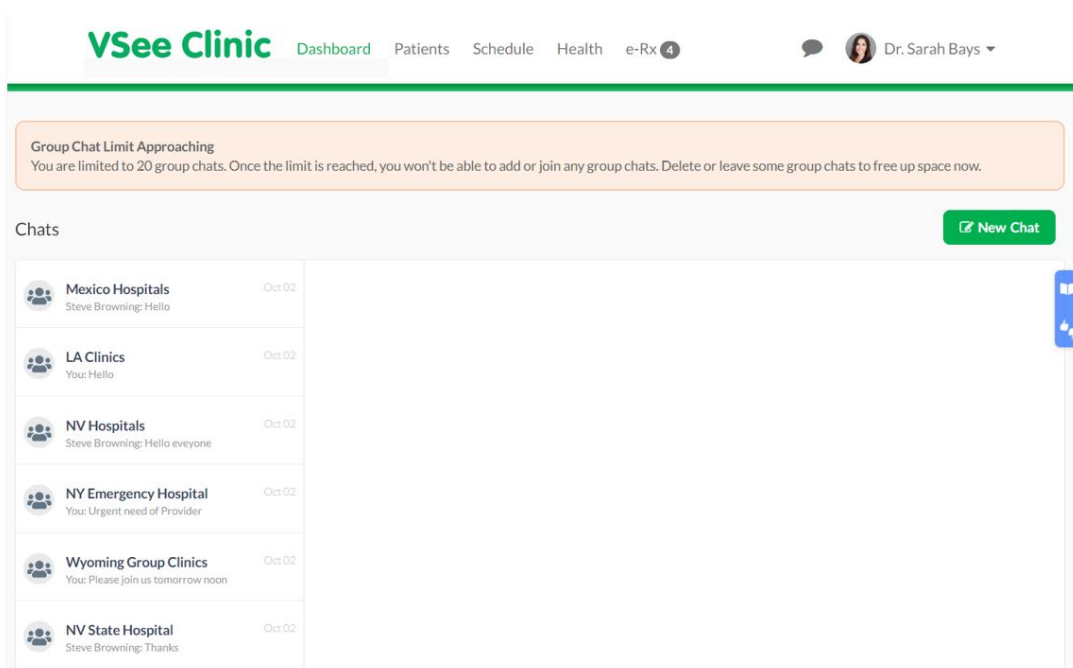 VSee Clinic Dashboard Patients Schedule Health e-Rx 4 Dr. Sarah Bays
Group Chat Limit Approaching
You are limited to 20 group chats. Once the limit is reached, you won't be able to add or join any group chats. Delete or leave some group chats to free up space now.
Chats New Chat
Mexico Hospitals Oct 02
Steve Browning: Hello
LA Clinics Oct 02
You: Hello
NV Hospitals Oct 02
Steve Browning: Hello eveyone
NY Emergency Hospital Oct 02
You: Urgent need of Provider
Wyoming Group Clinics Oct 02
You: Please join us tomorrow noon
NV State Hospital Oct 02
Steve Browning: Thanks